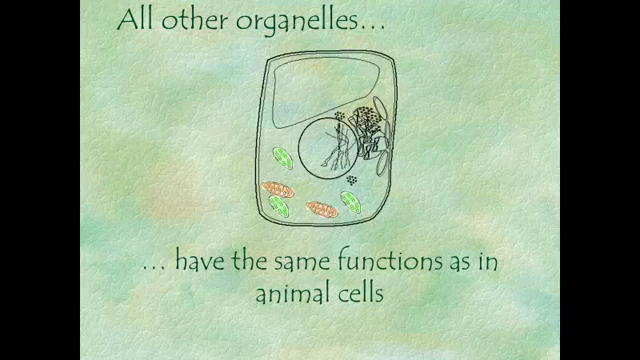 All other organelles…
… have the same functions as in
animal cells